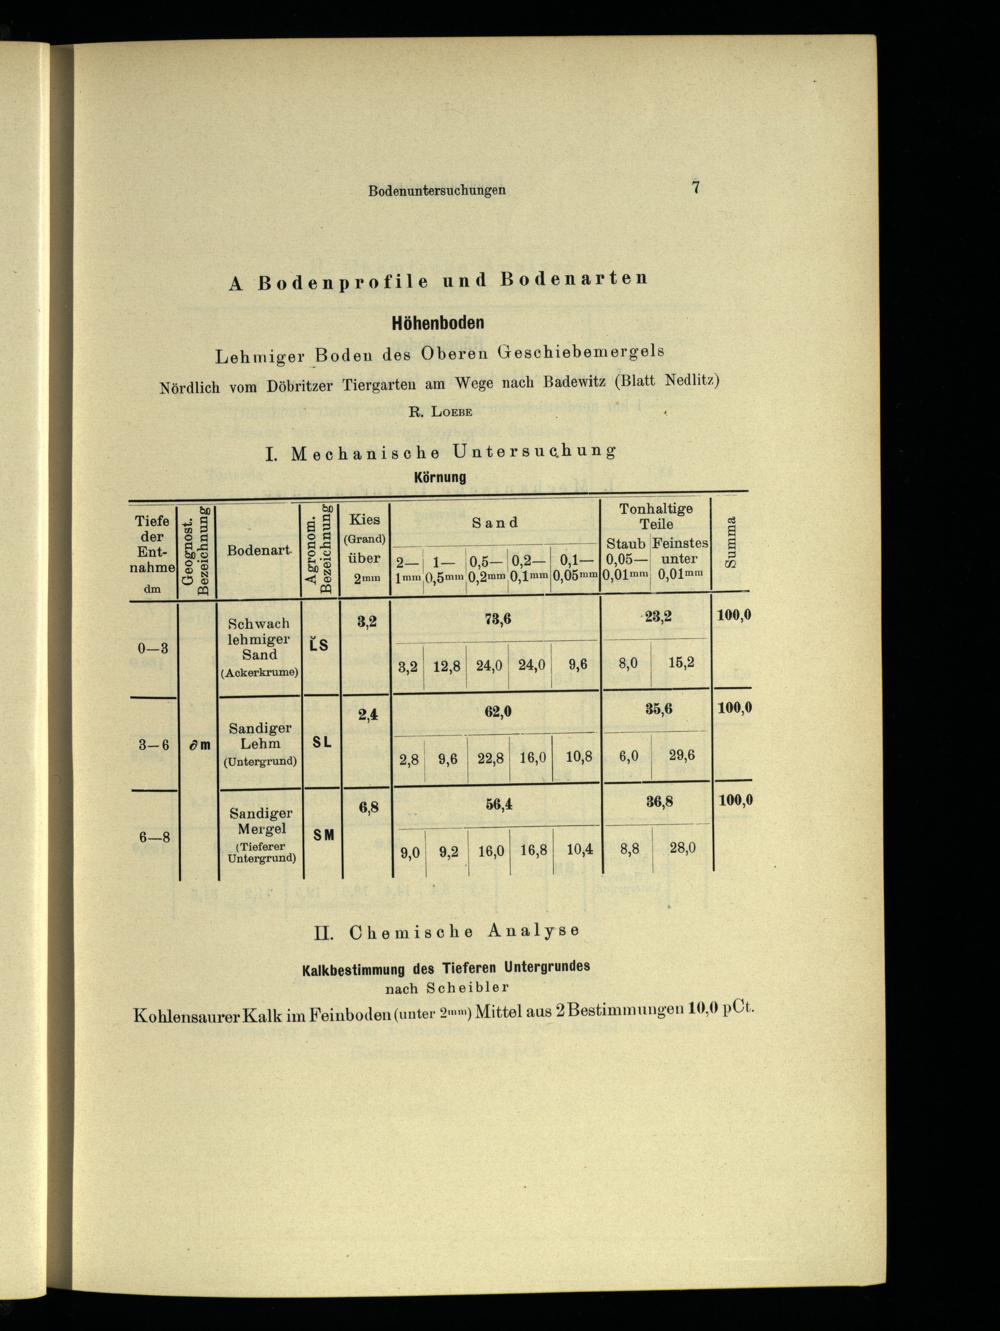 Bodenuntersuchungen 7
A Bodenprofile und Bodenarten
Höhenboden
Lehmiger Boden des Oberen Geschiebemergels
Nördlich vom Döbritzer Tiergarten am Wege nach Badewitz (Blatt Nedlitz)
R. Loebe
I. Mechanische Untersuchung
Körnung
Tiefe der Ent-nahme dm
Geognost. Bezeichnung
Bodenart
Agronom. Bezeichnung
Kies (Grand) über 2mm
Sand
2— 1mm
1— 0,5mm
0,5— 0,2mm
0,2— 0,1mm
0,1— 0,05mm
Tonhaltige Teile
Staub 0,05— 0,01mm
Feinstes unter 0,01mm
Summa
0—3
Schwach lehmiger Sand (Ackerkrume)
L̆S
3,2 73,6 23,2 100,0
3,2 12,8 24,0 24,0 9,6 8,0 15,2
3—6
∂m
Sandiger Lehm (Untergrund)
SL
2,4 62,0 35,6 100,0
2,8 9,6 22,8 16,0 10,8 6,0 29,6
6—8
Sandiger Mergel (Tieferer Untergrund)
SM
6,8 56,4 36,8 100,0
9,0 9,2 16,0 16,8 10,4 8,8 28,0
II. Chemische Analyse
Kalkbestimmung des Tieferen Untergrundes
nach Scheibler
Kohlensaurer Kalk im Feinboden (unter 2mm) Mittel aus 2 Bestimmungen 10,0 pCt.